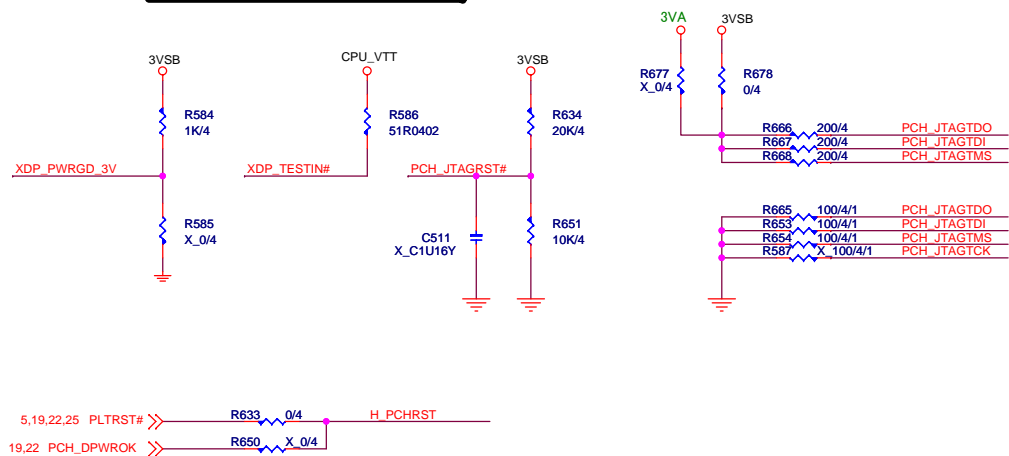 3VSB
R584
1K/4
XDP_PWRGD_3V
R585
X_0/4
CPU_VTT
R586
51R0402
XDP_TESTIN#
3VSB
R634
20K/4
PCH_JTAGRST#
C511
X_C1U16Y
R651
10K/4
3VA
3VSB
R677
X_0/4
R678
0/4
R666 200/4 PCH_JTAGTDO
R667 200/4 PCH_JTAGTDI
R668 200/4 PCH_JTAGTMS
R665 100/4/1 PCH_JTAGTDO
R653 100/4/1 PCH_JTAGTDI
R654 100/4/1 PCH_JTAGTMS
R587 X_100/4/1 PCH_JTAGTCK
5,19,22,25 PLTRST# R633 0/4 H_PCHRST
19,22 PCH_DPWROK R650 X_0/4